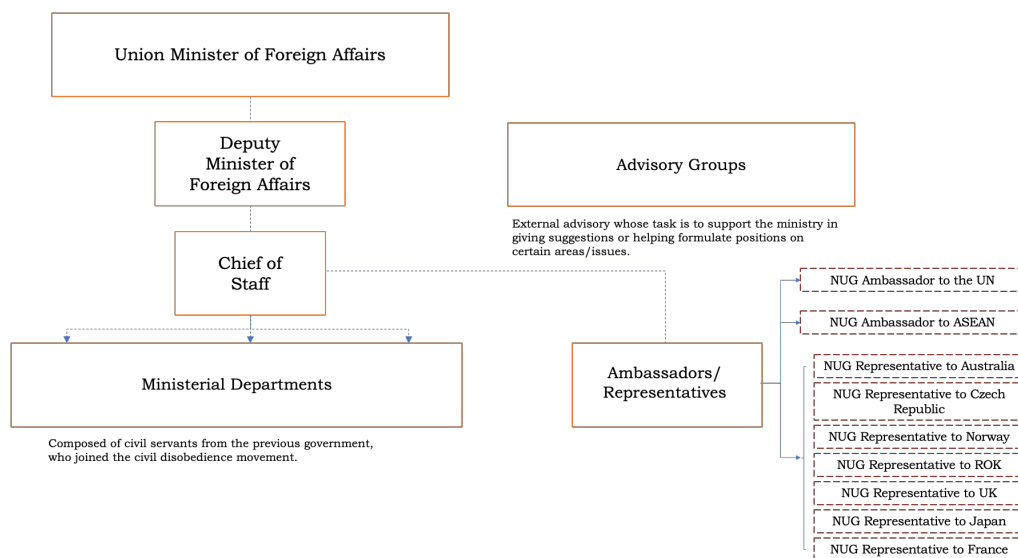 Union Minister of Foreign Affairs
Deputy
Minister of
Foreign Affairs
Advisory Groups
External advisory whose task is to support the ministry in
giving suggestions or helping formulate positions on
certain areas/issues.
Chief of
Staff
NUG Ambassador to the UN
NUG Ambassador to ASEAN
Ministerial Departments
Composed of civil servants from the previous government,
who joined the civil disobedience movement.
Ambassadors/
Representatives
NUG Representative to Australia
NUG Representative to Czech
Republic
NUG Representative to Norway
NUG Representative to ROK
NUG Representative to UK
NUG Representative to Japan
NUG Representative to France